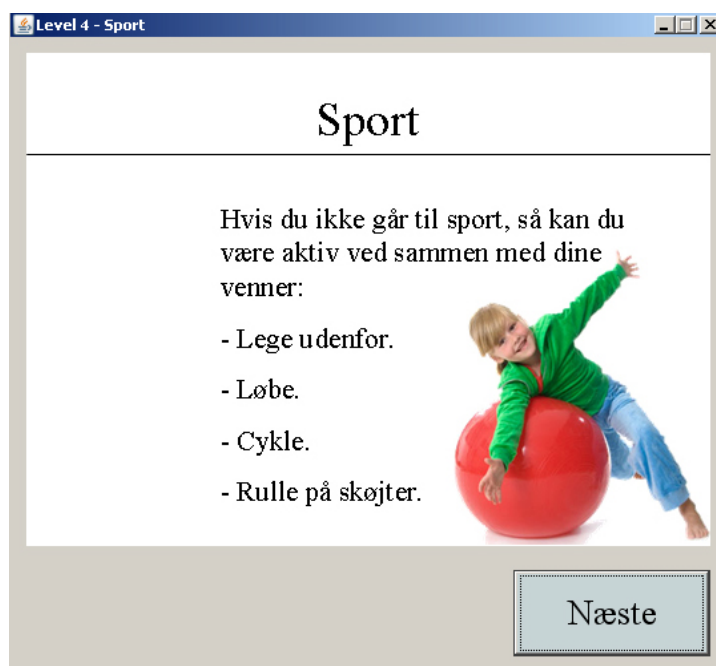 Level 4 - Sport
Sport
Hvis du ikke går til sport, så kan du
være aktiv ved sammen med dine
venner:
- Lege udenfor.
- Løbe.
- Cykle.
- Rulle på skøjter.
Næste